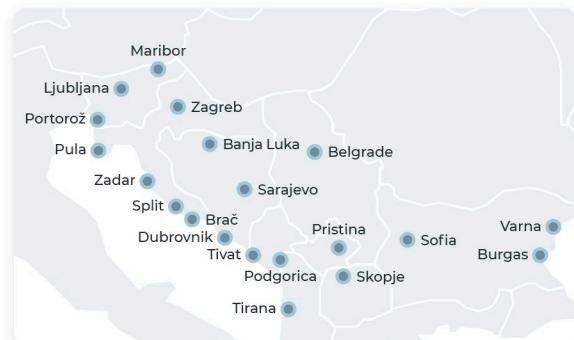 Maribor
Ljubljana
Zagreb
Portorož
Pula
Banja Luka
Belgrade
Zadar
Sarajevo
Split
Brač
Dubrovnik
Pristina
Varna
Sofia
Tivat
Burgas
Podgorica
Skopje
Tirana